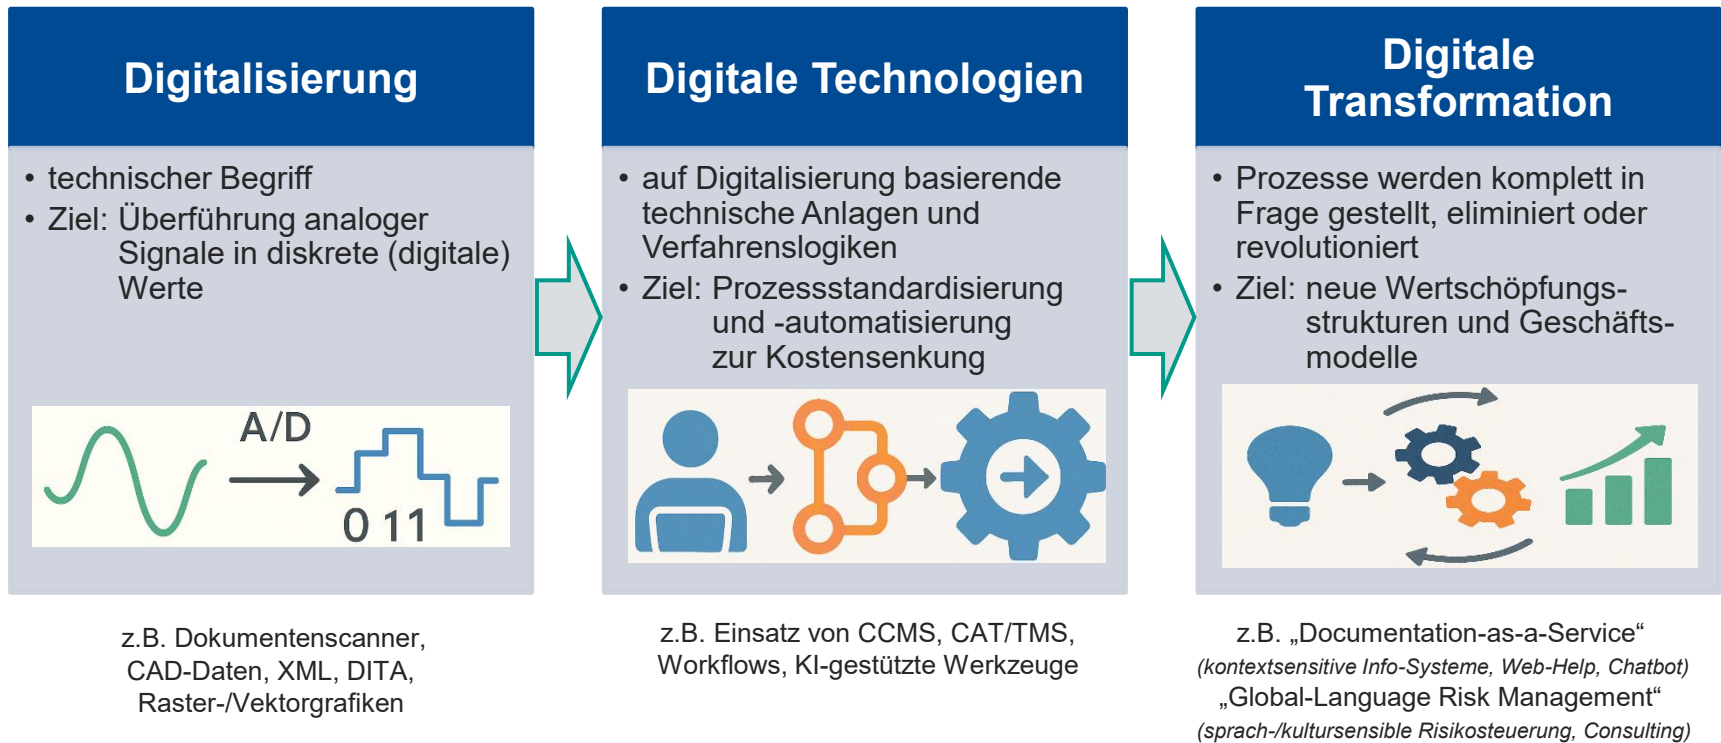 Digitalisierung
• technischer Begriff
• Ziel: Überführung analoger
Signale in diskrete (digitale)
Werte
A/D
0 11
z.B. Dokumentenscanner,
CAD-Daten, XML, DITA,
Raster-/Vektorgrafiken
Digitale Technologien
• auf Digitalisierung basierende
technische Anlagen und
Verfahrenslogiken
• Ziel: Prozessstandardisierung
und -automatisierung
zur Kostensenkung
z.B. Einsatz von CCMS, CAT/TMS,
Workflows, KI-gestützte Werkzeuge
Digitale
Transformation
• Prozesse werden komplett in
Frage gestellt, eliminiert oder
revolutioniert
• Ziel: neue Wertschöpfungs-
strukturen und Geschäfts-
modelle
z.B. „Documentation-as-a-Service“
(kontextsensitive Info-Systeme, Web-Help, Chatbot)
„Global-Language Risk Management“
(sprach-/kultursensible Risikosteuerung, Consulting)